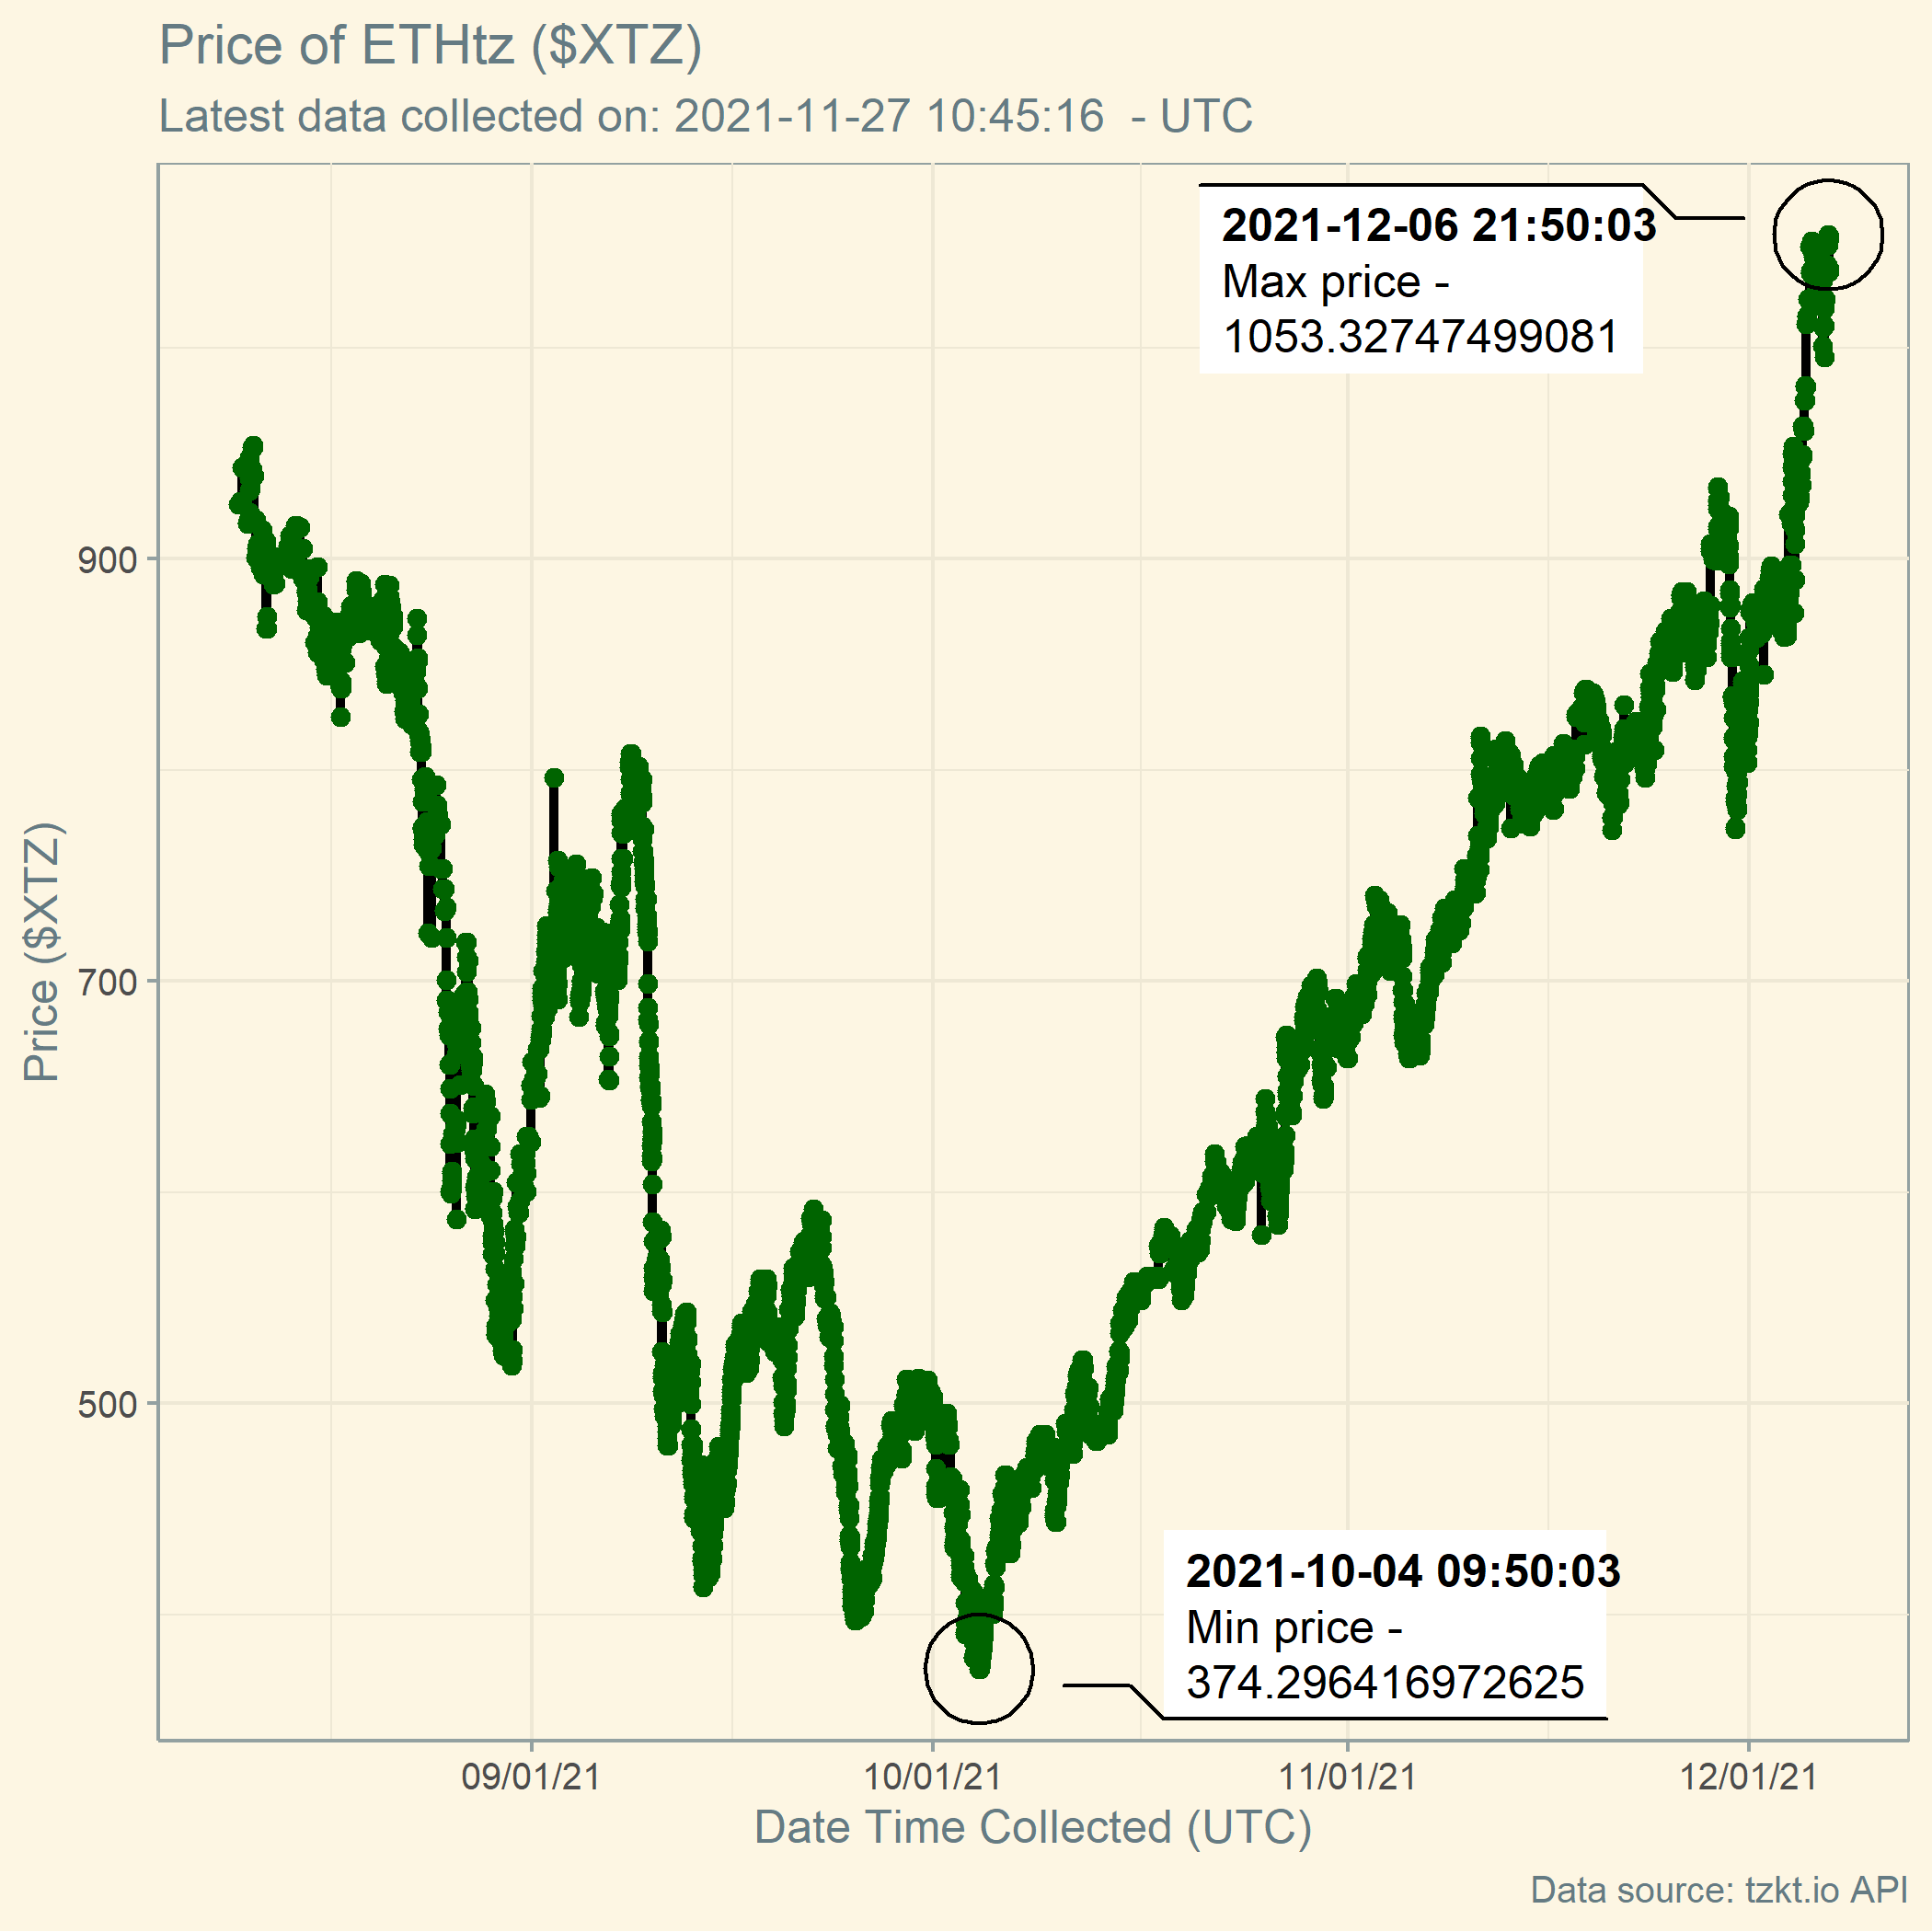 Price of ETHtz ($XTZ)
Latest data collected on: 2021-11-27 10:45:16  - UTC
2021-12-06 21:50:03
Max price -
1053.32747499081
900
700
500
Price ($XTZ)
2021-10-04 09:50:03
Min price -
374.296416972625
09/01/21
10/01/21
11/01/21
12/01/21
Date Time Collected (UTC)
Data source: tzkt.io API